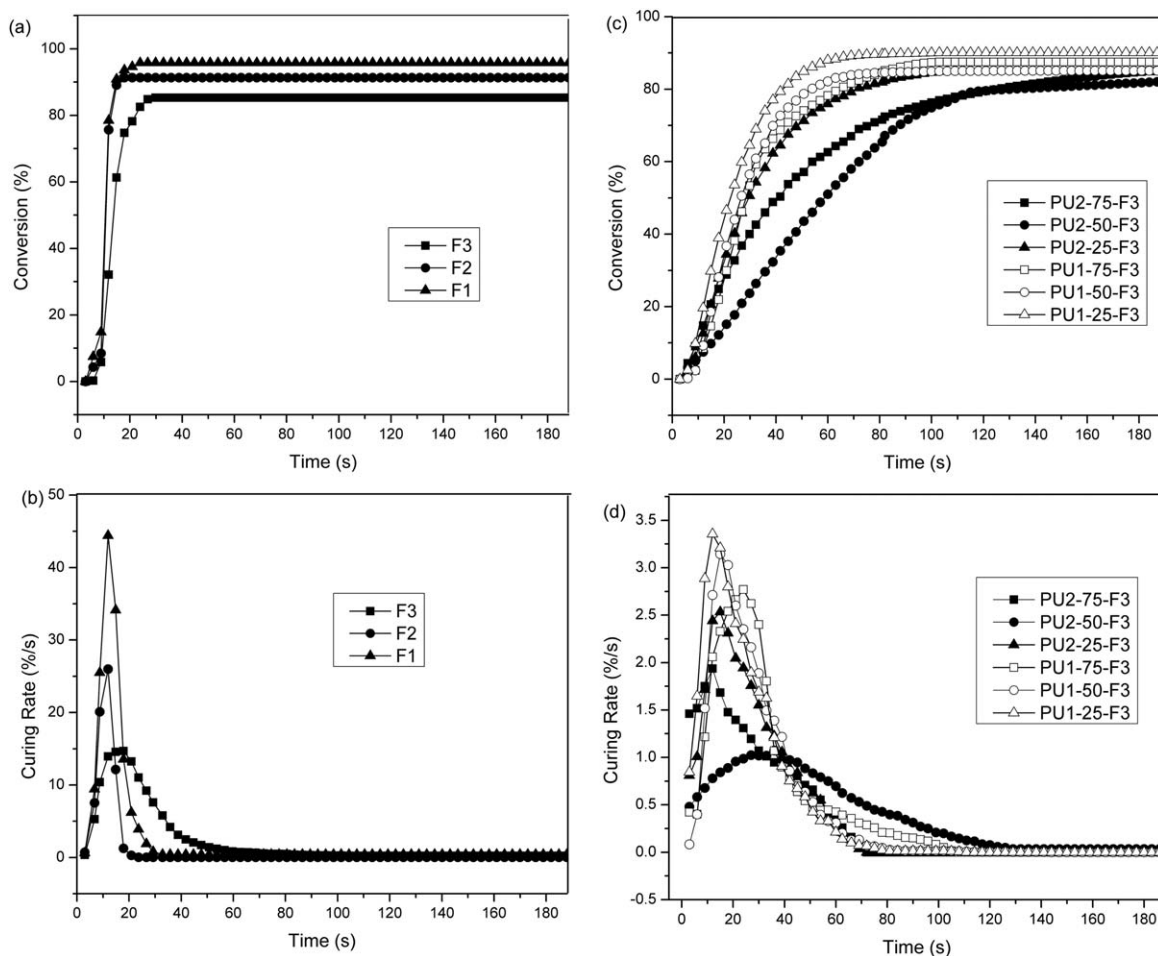 (a)
100
80
60
40
20
0
Conversion (%)
0 20 40 60 80 100 120 140 160 180
Time (s)
F3
F2
F1
(c)
100
80
60
40
20
0
Conversion (%)
0 20 40 60 80 100 120 140 160 180
Time (s)
PU2-75-F3
PU2-50-F3
PU2-25-F3
PU1-75-F3
PU1-50-F3
PU1-25-F3
(b)
50
40
30
20
10
0
Curing Rate (%/s)
0 20 40 60 80 100 120 140 160 180
Time (s)
F3
F2
F1
(d)
3.5
3.0
2.5
2.0
1.5
1.0
0.5
0.0
-0.5
Curing Rate (%/s)
0 20 40 60 80 100 120 140 160 180
Time (s)
PU2-75-F3
PU2-50-F3
PU2-25-F3
PU1-75-F3
PU1-50-F3
PU1-25-F3